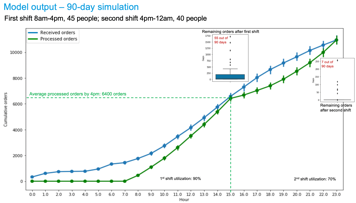 Model output – 90-day simulation
First shift 8am-4pm, 45 people; second shift 4pm-12am, 40 people
Received orders
Processed orders
Remaining orders after first shift
Average processed orders by 4pm: 6400 orders
Remaining orders
after second shift
1st shift utilization: 90%
2nd shift utilization: 70%
Cumulative orders
10000
8000
6000
4000
2000
0
0.0 1.0 2.0 3.0 4.0 5.0 6.0 7.0 8.0 9.0 10.0 11.0 12.0 13.0 14.0 15.0 16.0 17.0 18.0 19.0 20.0 21.0 22.0 23.0
Hour